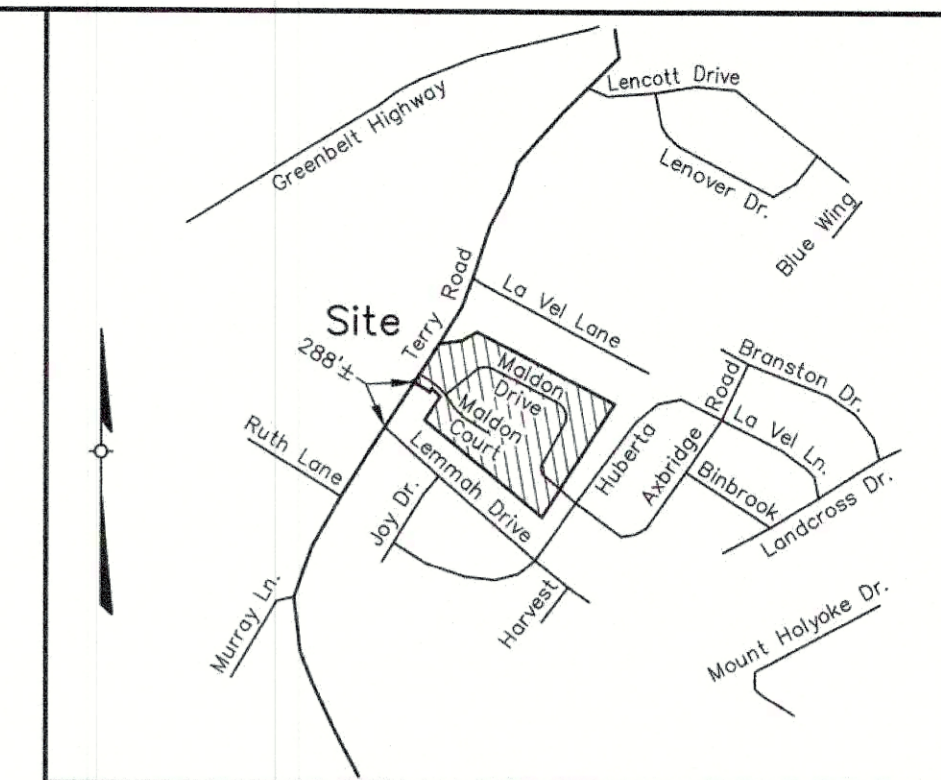 Lencott Drive
Greenbelt Highway
Lenover Dr.
Blue Wing
Terry Road
La Vel Lane
Site
288'±
Maldon
Drive
Maldon
Court
Branston Dr.
Road
Axbridge
La Vel Ln.
Huberta
Binbrook
Landcross Dr.
Ruth Lane
Lemmah Drive
Joy Dr.
Harvest
Murray Ln.
Mount Holyoke Dr.